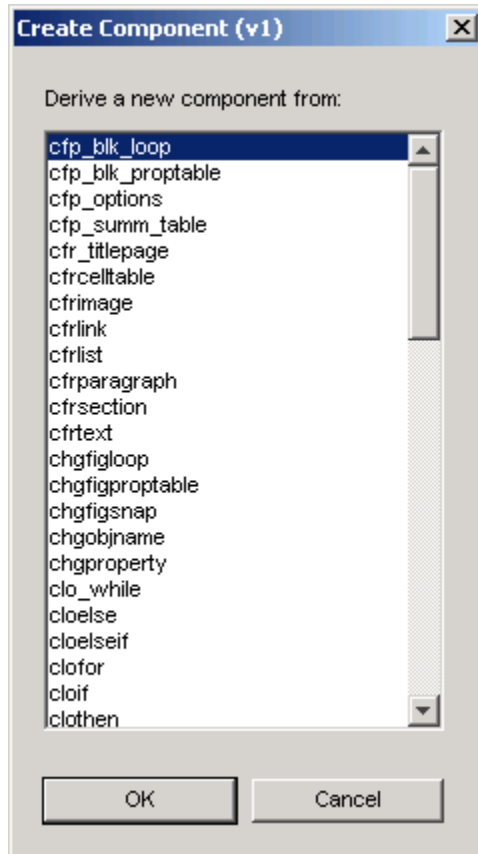 Create Component (v1)
Derive a new component from:
cfp_blk_loop
cfp_blk_proptable
cfp_options
cfp_summ_table
cfr_titlepage
cfrcelltable
cfrimage
cfrlink
cfrlist
cfrparagraph
cfrsection
cfrtext
chgfigloop
chgfigproptable
chgfigsnap
chgobjname
chgproperty
clo_while
cloelse
cloelseif
clofor
cloif
clothen
OK Cancel